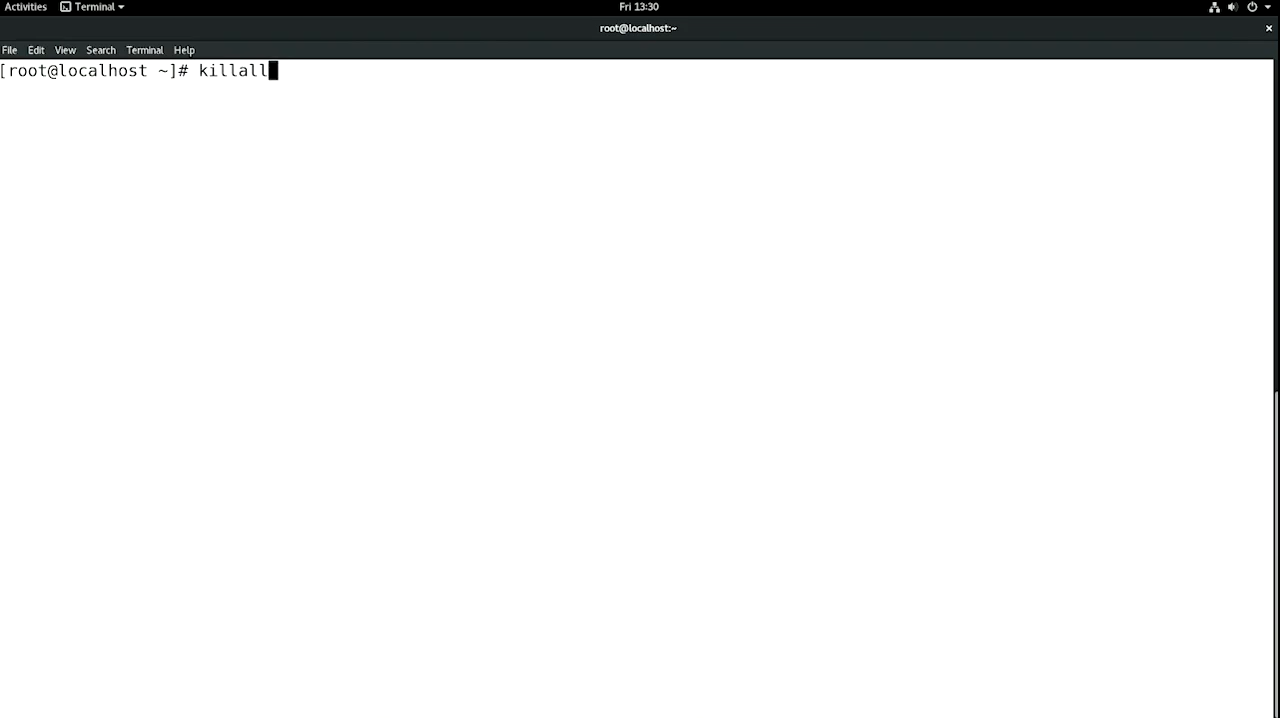 Activities Terminal Fri 13:30
root@localhost:~
File Edit View Search Terminal Help
[root@localhost ~]# killall